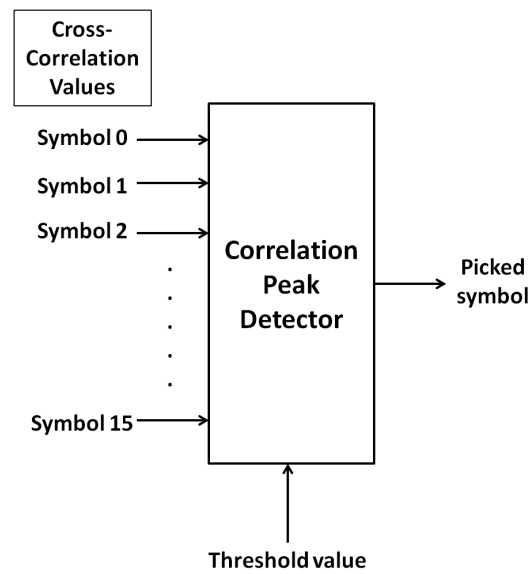 Cross-
Correlation
Values
Symbol 0
Symbol 1
Symbol 2
Symbol 15
Correlation
Peak
Detector
Picked
symbol
Threshold value